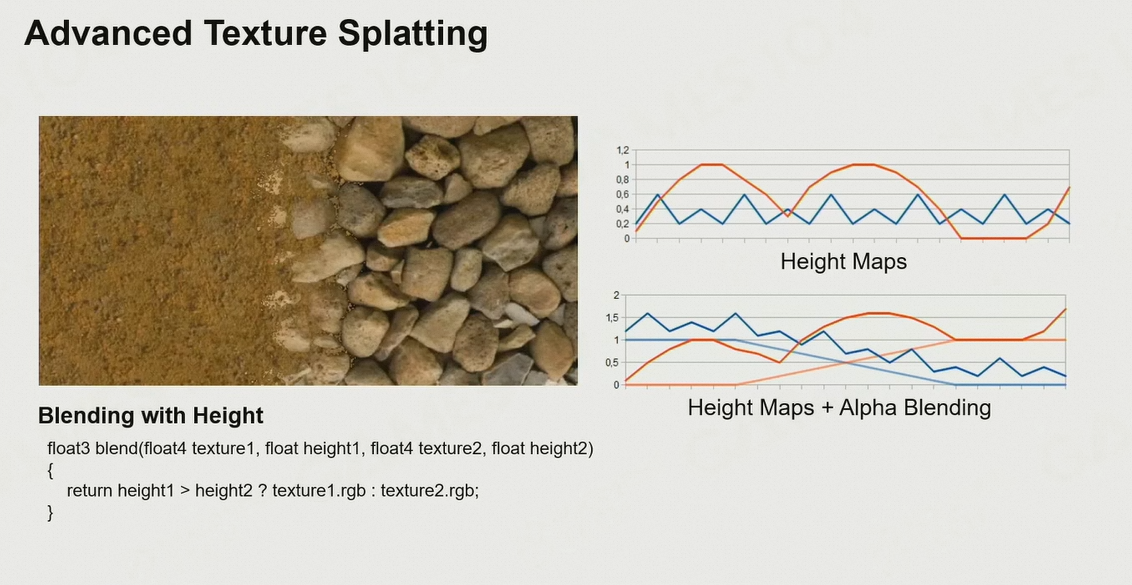 Advanced Texture Splatting
1,2
1
0,8
0,6
0,4
0,2
0
Height Maps
2
1,5
1
0,5
0
Height Maps + Alpha Blending
Blending with Height
float3 blend(float4 texture1, float height1, float4 texture2, float height2)
{
return height1 > height2 ? texture1.rgb : texture2.rgb;
}